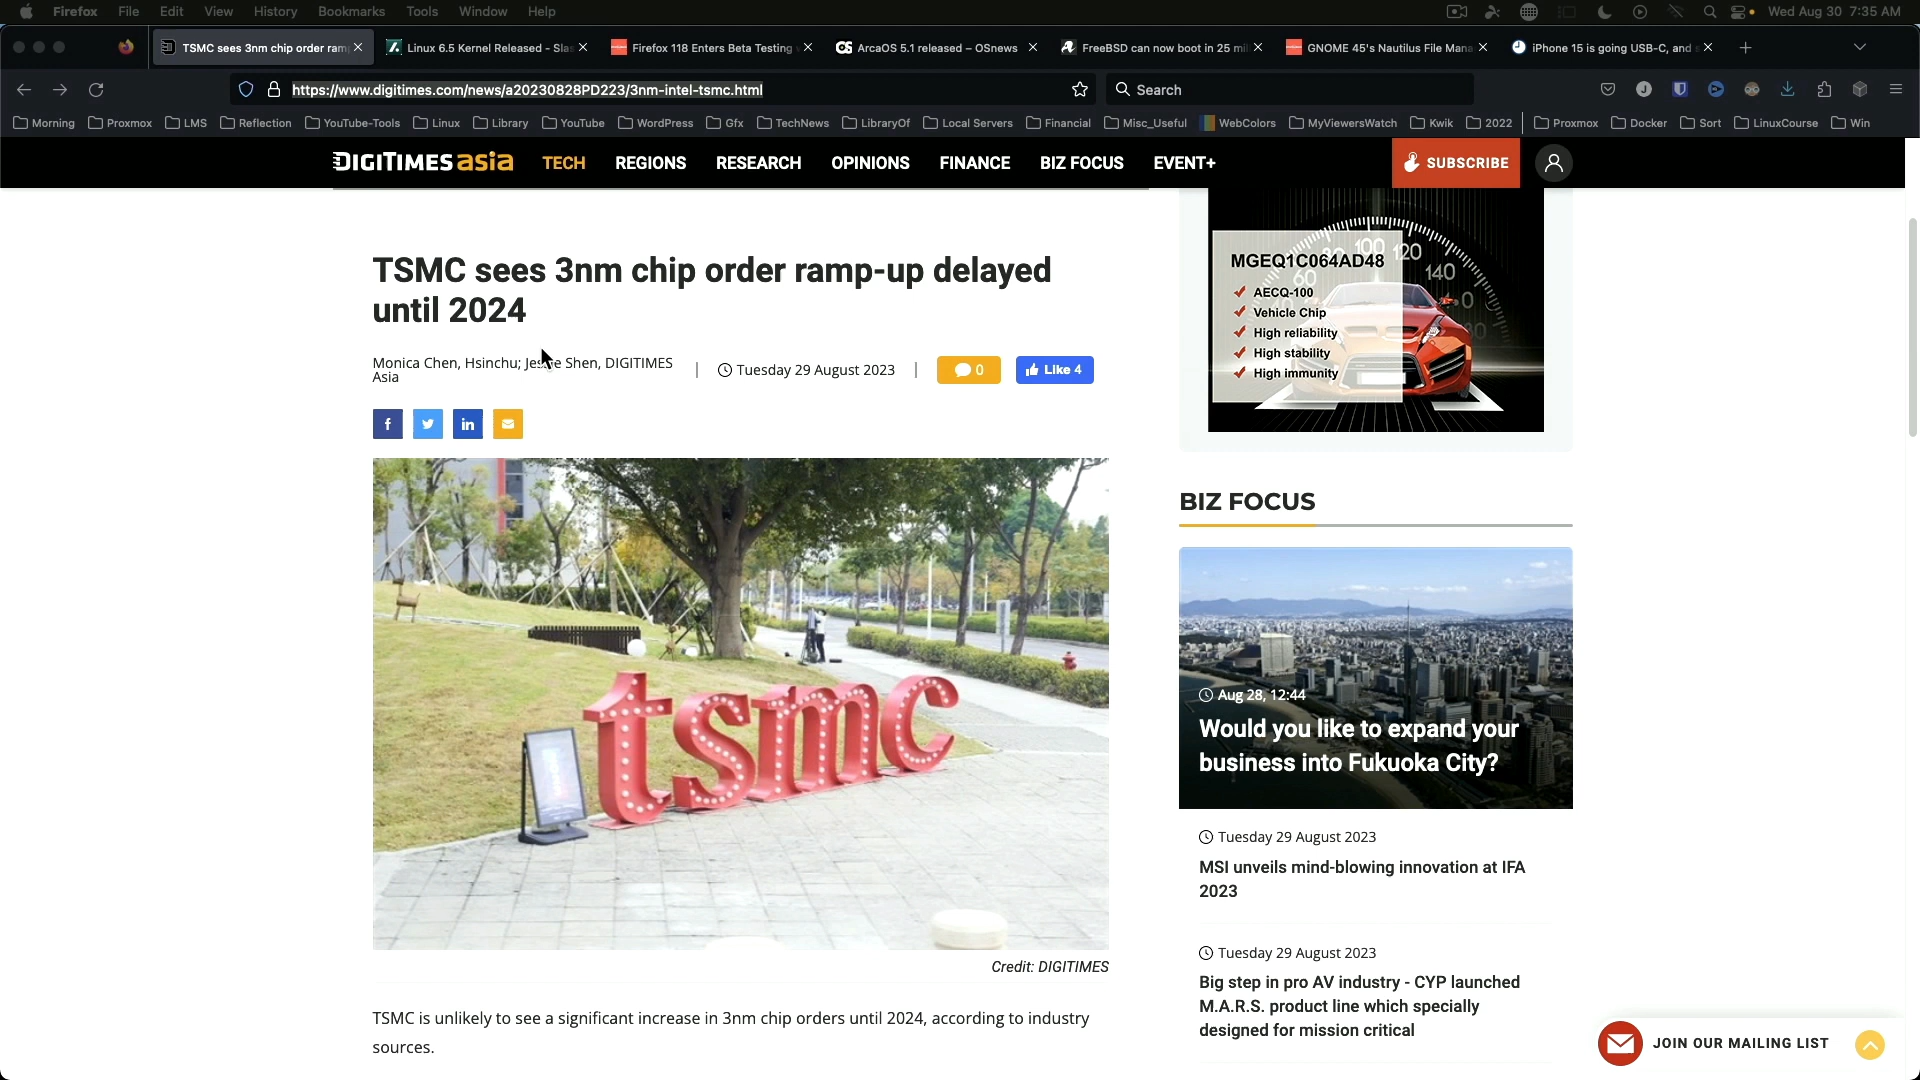 Firefox File Edit View History Bookmarks Tools Window Help
Wed Aug 30 7:35 AM
TSMC sees 3nm chip order ram
Linux 6.5 Kernel Released - Slas
Firefox 118 Enters Beta Testing
ArcaOS 5.1 released – OSnews
FreeBSD can now boot in 25 mi
GNOME 45's Nautilus File Mana
iPhone 15 is going USB-C, and
https://www.digitimes.com/news/a20230828PD223/3nm-intel-tsmc.html
Search
Morning Proxmox LMS Reflection YouTube-Tools Linux Library YouTube WordPress Gfx TechNews LibraryOf Local Servers Financial Misc_Useful WebColors MyViewersWatch Kwik 2022 Proxmox Docker Sort LinuxCourse Win
DIGITIMES asia TECH REGIONS RESEARCH OPINIONS FINANCE BIZ FOCUS EVENT+ SUBSCRIBE
TSMC sees 3nm chip order ramp-up delayed
until 2024
Monica Chen, Hsinchu; Jessie Shen, DIGITIMES
Asia
Tuesday 29 August 2023
0
Like 4
tsmc
Credit: DIGITIMES
TSMC is unlikely to see a significant increase in 3nm chip orders until 2024, according to industry
sources.
MGEQ1C064AD48
AECQ-100
Vehicle Chip
High reliability
High stability
High immunity
60
80
100
120
140
BIZ FOCUS
Aug 28, 12:44
Would you like to expand your
business into Fukuoka City?
Tuesday 29 August 2023
MSI unveils mind-blowing innovation at IFA
2023
Tuesday 29 August 2023
Big step in pro AV industry - CYP launched
M.A.R.S. product line which specially
designed for mission critical
JOIN OUR MAILING LIST